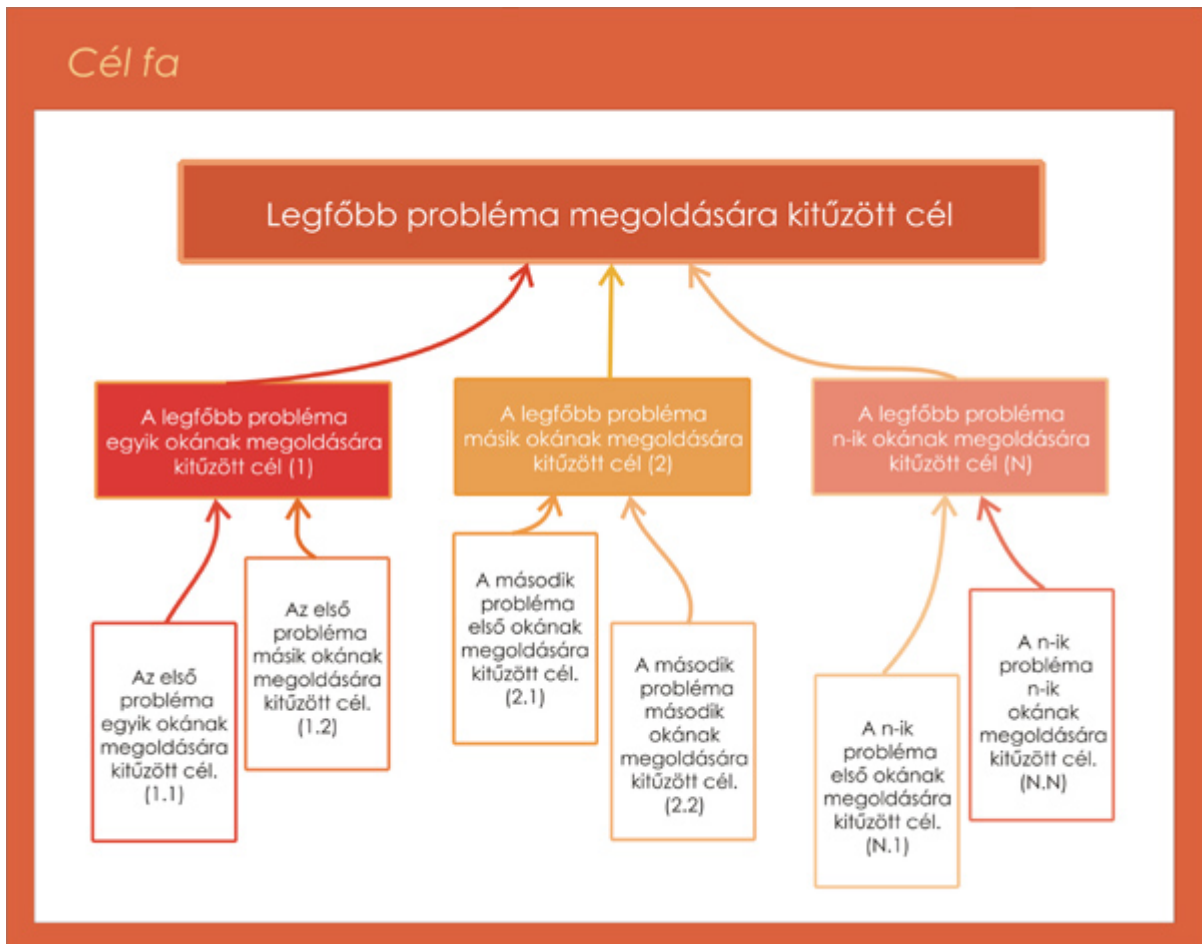 Cél fa
Legfőbb probléma megoldására kitűzött cél
A legfőbb probléma
egyik okának megoldására
kitűzött cél (1)
A legfőbb probléma
másik okának megoldására
kitűzött cél (2)
A legfőbb probléma
n-ik okának megoldására
kitűzött cél (N)
Az első
probléma
egyik okának
megoldására
kitűzött cél.
(1.1)
Az első
probléma
másik okának
megoldására
kitűzött cél.
(1.2)
A második
probléma
első okának
megoldására
kitűzött cél.
(2.1)
A második
probléma
második
okának
megoldására
kitűzött cél.
(2.2)
A n-ik
probléma
első okának
megoldására
kitűzött cél.
(N.1)
A n-ik
probléma
n-ik
okának
megoldására
kitűzött cél.
(N.N)